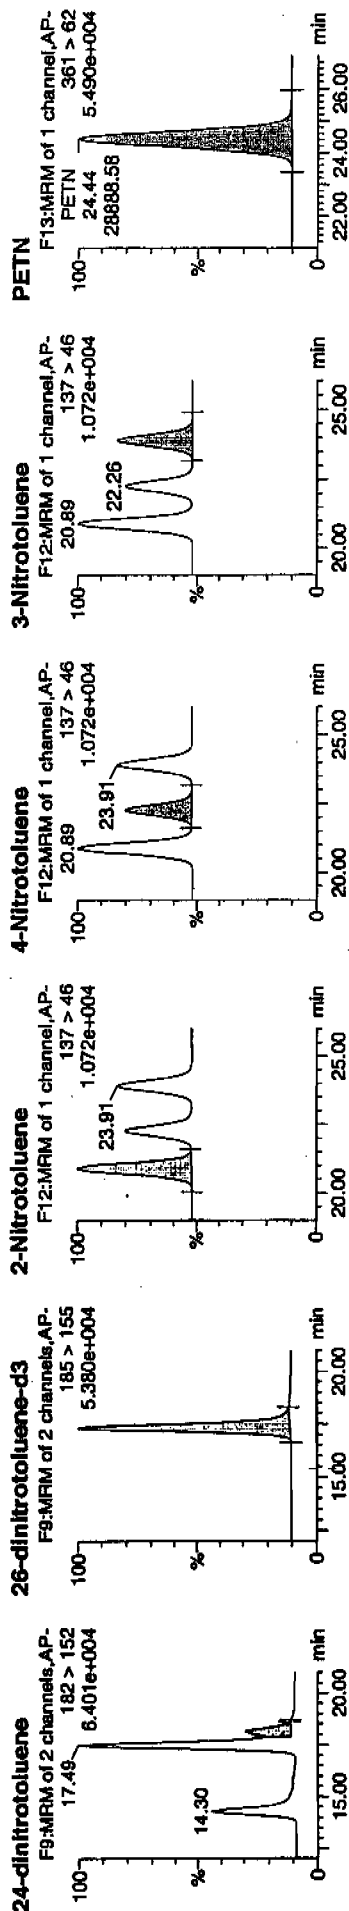 24-dinitrotoluene
F9:MRM of 2 channels,AP-
182 > 152
6.401e+004
100
17.49
14.30
%
0
15.00 20.00
min
26-dinitrotoluene-d3
F9:MRM of 2 channels,AP-
185 > 155
5.380e+004
100
%
0
15.00 20.00
min
2-Nitrotoluene
F12:MRM of 1 channel,AP-
137 > 46
1.072e+004
100
23.91
%
0
20.00 25.00
min
4-Nitrotoluene
F12:MRM of 1 channel,AP-
137 > 46
1.072e+004
100
20.89
23.91
%
0
20.00 25.00
min
3-Nitrotoluene
F12:MRM of 1 channel,AP-
137 > 46
1.072e+004
100
20.89
22.26
%
0
20.00 25.00
min
PETN
F13:MRM of 1 channel,AP-
361 > 62
5.490e+004
100
PETN
24.44
28888.58
%
0
22.00 24.00 26.00
min